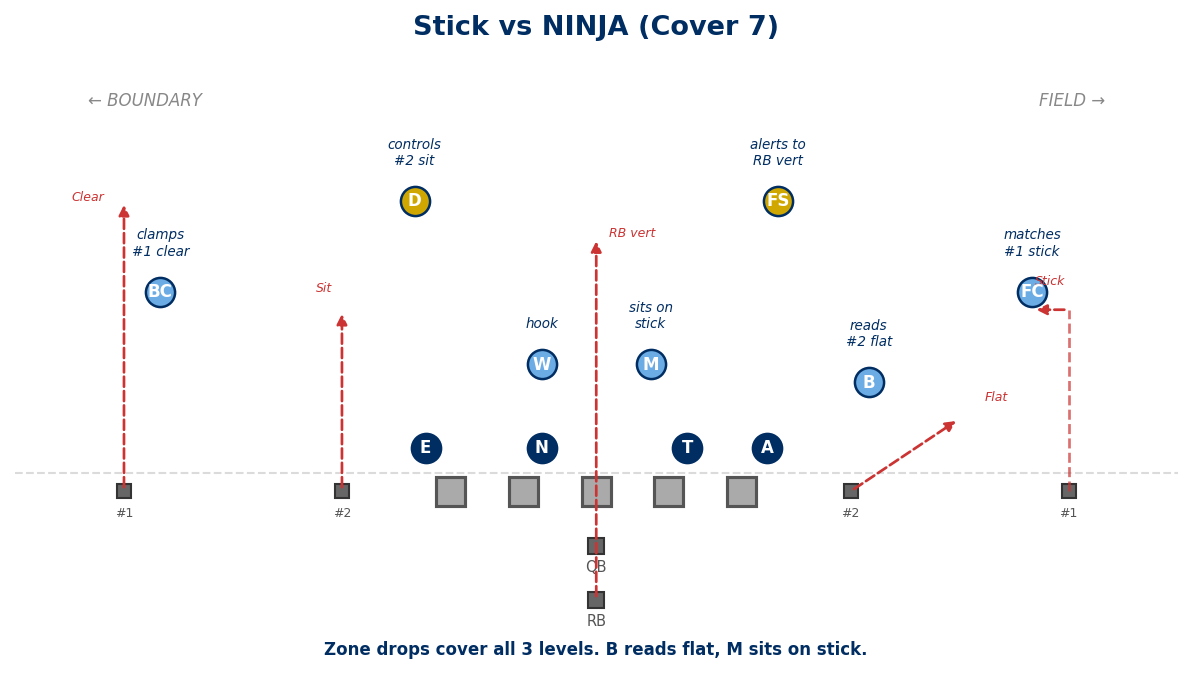 Stick vs NINJA (Cover 7)
← BOUNDARY
FIELD →
controls
#2 sit
alerts to
RB vert
Clear
D
FS
clamps
#1 clear
RB vert
matches
#1 stick
Sit
BC
Stick
FC
hook
sits on
stick
reads
#2 flat
W
M
B
Flat
E
N
T
A
#1
#2
#2
#1
QB
RB
Zone drops cover all 3 levels. B reads flat, M sits on stick.